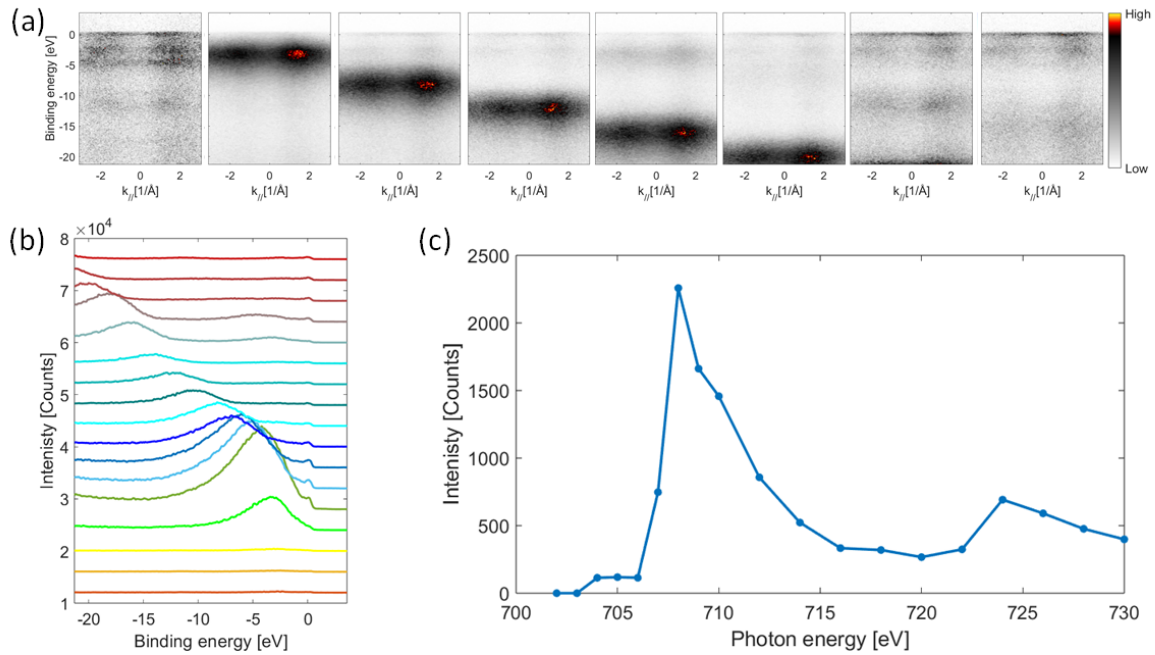 (a)
High
Low
Binding energy [eV]
0
-5
-10
-15
-20
-2 0 2
k//[1/Å]
-2 0 2
k//[1/Å]
-2 0 2
k//[1/Å]
-2 0 2
k//[1/Å]
-2 0 2
k//[1/Å]
-2 0 2
k//[1/Å]
-2 0 2
k//[1/Å]
-2 0 2
k//[1/Å]
(b)
×10⁴
8
7
6
5
4
3
2
1
Intenisty [Counts]
-20 -15 -10 -5 0
Binding energy [eV]
(c)
2500
2000
1500
1000
500
0
Intenisty [Counts]
700 705 710 715 720 725 730
Photon energy [eV]